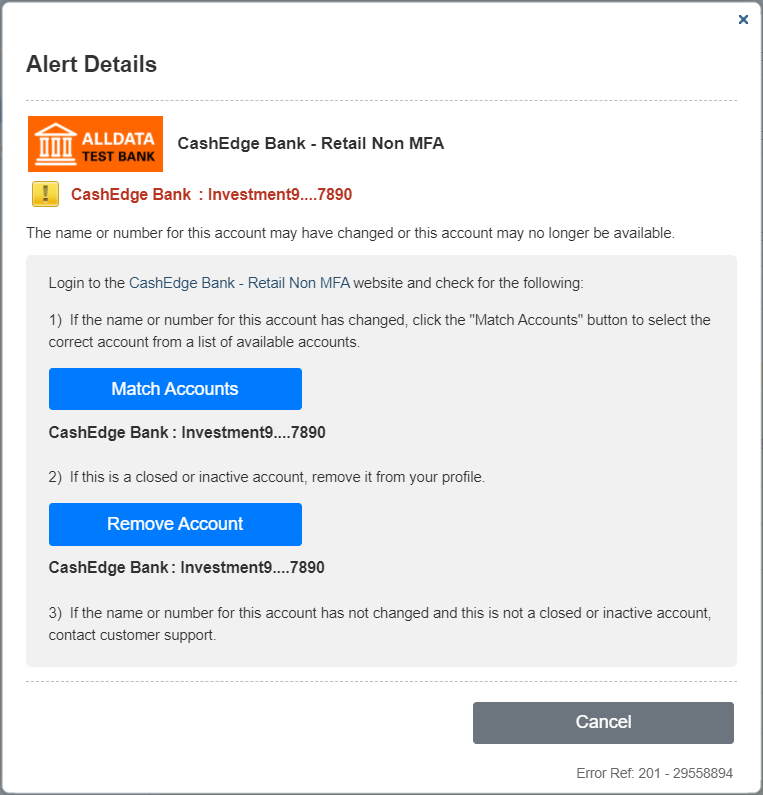 ×
Alert Details
ALLDATA
TEST BANK
CashEdge Bank - Retail Non MFA
!
CashEdge Bank : Investment9....7890
The name or number for this account may have changed or this account may no longer be available.
Login to the CashEdge Bank - Retail Non MFA website and check for the following:
1) If the name or number for this account has changed, click the "Match Accounts" button to select the
correct account from a list of available accounts.
Match Accounts
CashEdge Bank : Investment9....7890
2) If this is a closed or inactive account, remove it from your profile.
Remove Account
CashEdge Bank : Investment9....7890
3) If the name or number for this account has not changed and this is not a closed or inactive account,
contact customer support.
Cancel
Error Ref: 201 - 29558894